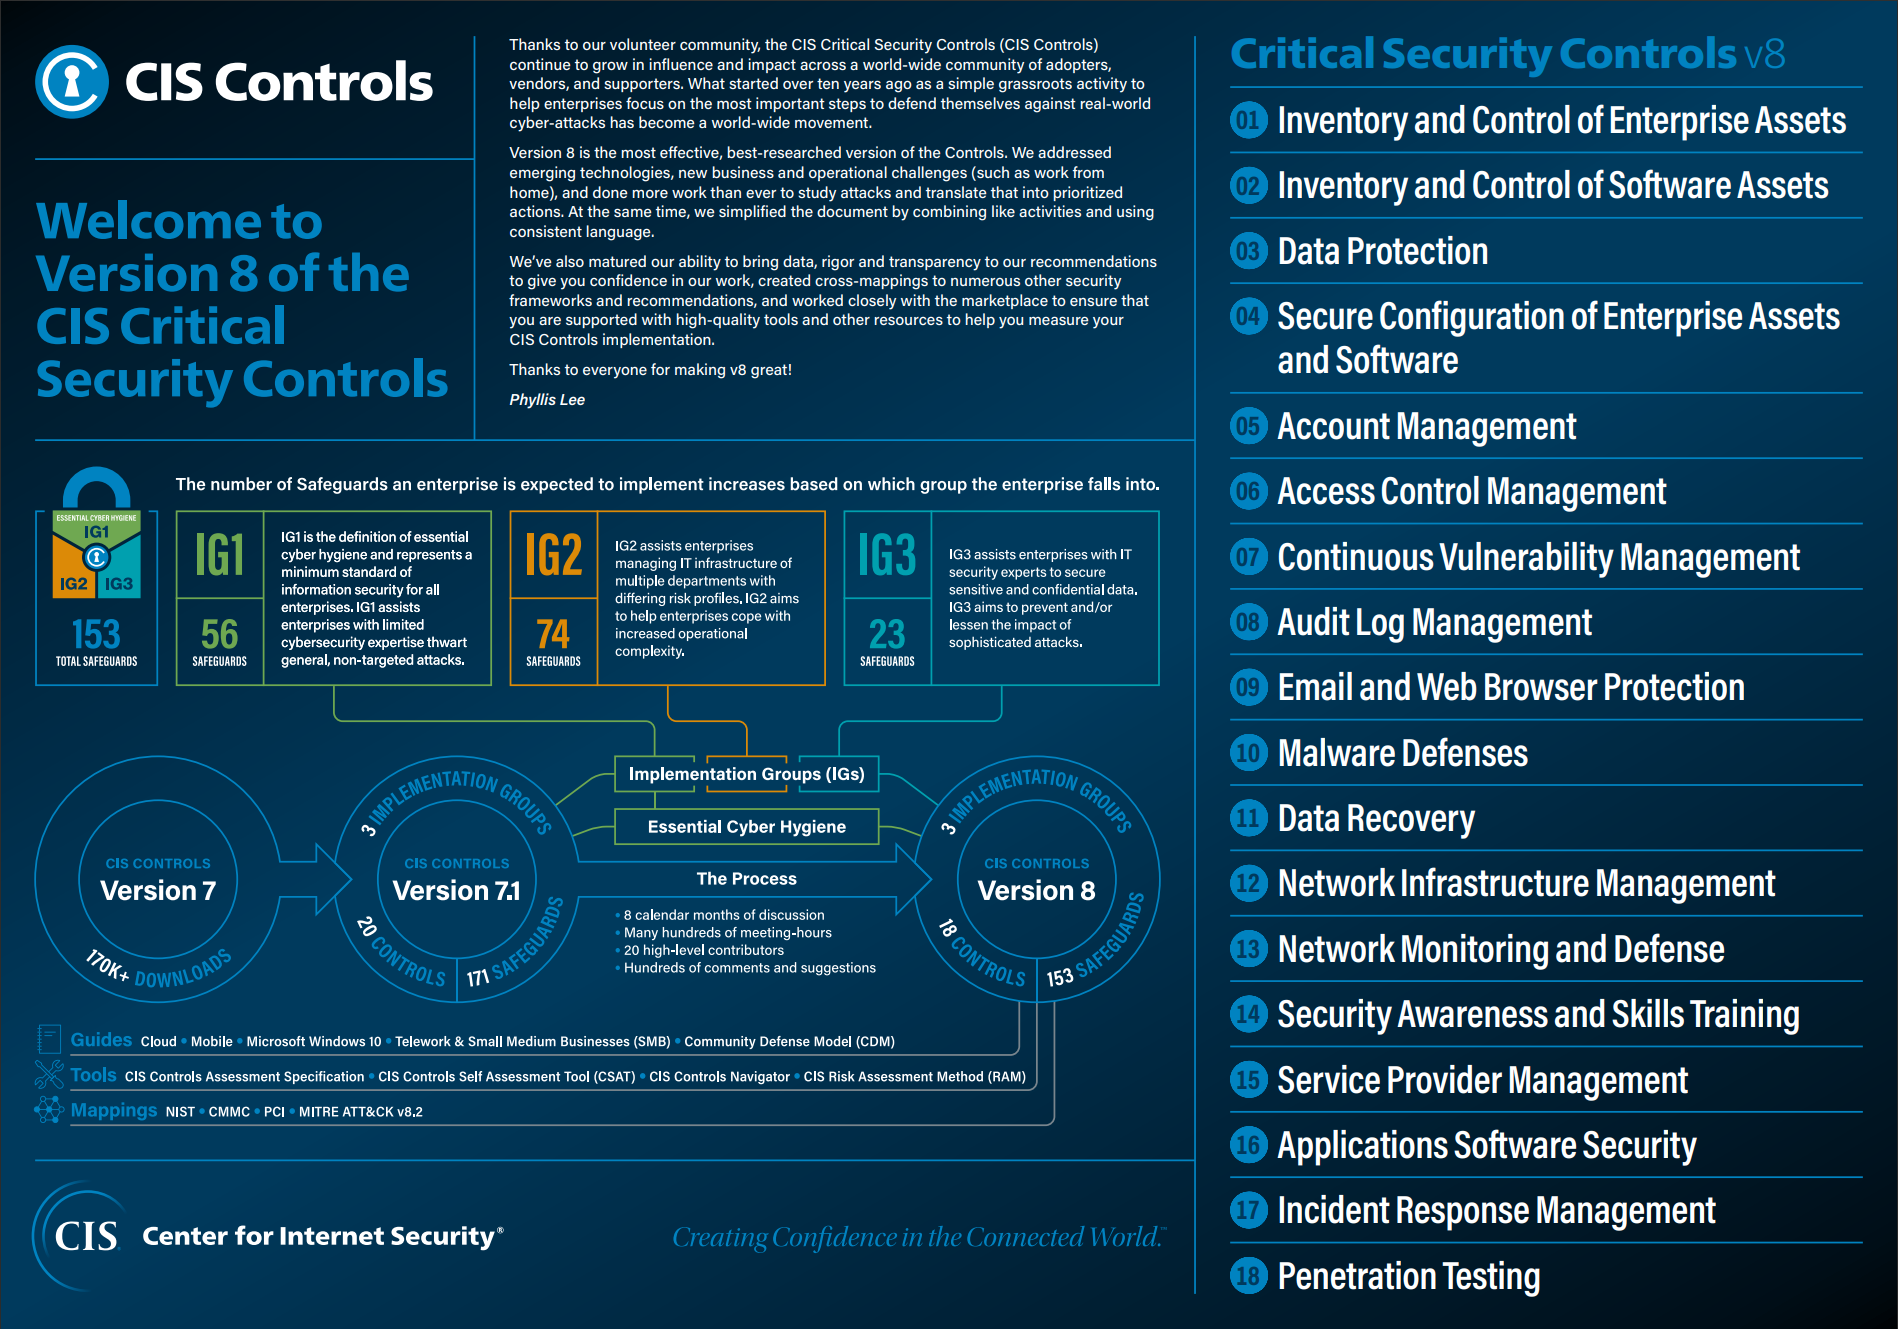 CIS Controls
Welcome to
Version 8 of the
CIS Critical
Security Controls
Thanks to our volunteer community, the CIS Critical Security Controls (CIS Controls)
continue to grow in influence and impact across a world-wide community of adopters,
vendors, and supporters. What started over ten years ago as a simple grassroots activity to
help enterprises focus on the most important steps to defend themselves against real-world
cyber-attacks has become a world-wide movement.
Version 8 is the most effective, best-researched version of the Controls. We addressed
emerging technologies, new business and operational challenges (such as work from
home), and done more work than ever to study attacks and translate that into prioritized
actions. At the same time, we simplified the document by combining like activities and using
consistent language.
We've also matured our ability to bring data, rigor and transparency to our recommendations
to give you confidence in our work, created cross-mappings to numerous other security
frameworks and recommendations, and worked closely with the marketplace to ensure that
you are supported with high-quality tools and other resources to help you measure your
CIS Controls implementation.
Thanks to everyone for making v8 great!
Phyllis Lee
The number of Safeguards an enterprise is expected to implement increases based on which group the enterprise falls into.
ESSENTIAL CYBER HYGIENE
IG1
IG2
IG3
153
TOTAL SAFEGUARDS
IG1
56
SAFEGUARDS
IG1 is the definition of essential
cyber hygiene and represents a
minimum standard of
information security for all
enterprises. IG1 assists
enterprises with limited
cybersecurity expertise thwart
general, non-targeted attacks.
IG2
74
SAFEGUARDS
IG2 assists enterprises
managing IT infrastructure of
multiple departments with
differing risk profiles. IG2 aims
to help enterprises cope with
increased operational
complexity.
IG3
23
SAFEGUARDS
IG3 assists enterprises with IT
security experts to secure
sensitive and confidential data.
IG3 aims to prevent and/or
lessen the impact of
sophisticated attacks.
Implementation Groups (IGs)
Essential Cyber Hygiene
CIS CONTROLS
Version 7
170K+ DOWNLOADS
3 IMPLEMENTATION GROUPS
CIS CONTROLS
Version 7.1
20 CONTROLS
171 SAFEGUARDS
The Process
• 8 calendar months of discussion
• Many hundreds of meeting-hours
• 20 high-level contributors
• Hundreds of comments and suggestions
3 IMPLEMENTATION GROUPS
CIS CONTROLS
Version 8
18 CONTROLS
153 SAFEGUARDS
Guides Cloud • Mobile • Microsoft Windows 10 • Telework & Small Medium Businesses (SMB) • Community Defense Model (CDM)
Tools CIS Controls Assessment Specification • CIS Controls Self Assessment Tool (CSAT) • CIS Controls Navigator • CIS Risk Assessment Method (RAM)
Mappings NIST • CMMC • PCI • MITRE ATT&CK v8.2
CIS Center for Internet Security®
Creating Confidence in the Connected World.™
Critical Security Controls v8
01 Inventory and Control of Enterprise Assets
02 Inventory and Control of Software Assets
03 Data Protection
04 Secure Configuration of Enterprise Assets
and Software
05 Account Management
06 Access Control Management
07 Continuous Vulnerability Management
08 Audit Log Management
09 Email and Web Browser Protection
10 Malware Defenses
11 Data Recovery
12 Network Infrastructure Management
13 Network Monitoring and Defense
14 Security Awareness and Skills Training
15 Service Provider Management
16 Applications Software Security
17 Incident Response Management
18 Penetration Testing